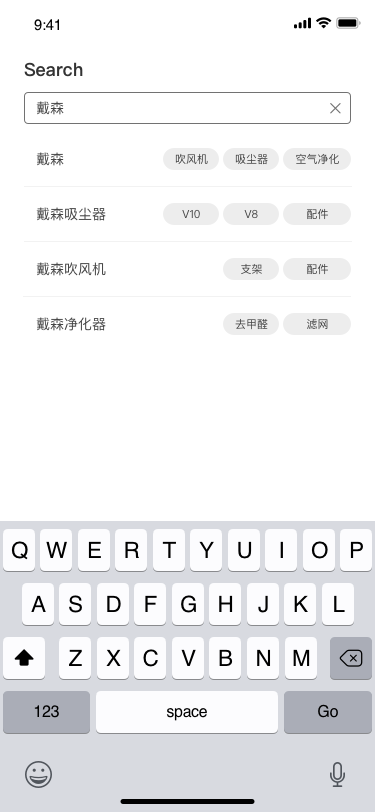 9:41
Search
戴森
戴森 吹风机 吸尘器 空气净化
戴森吸尘器 V10 V8 配件
戴森吹风机 支架 配件
戴森净化器 去甲醛 滤网
Q W E R T Y U I O P
A S D F G H J K L
Z X C V B N M
123 space Go